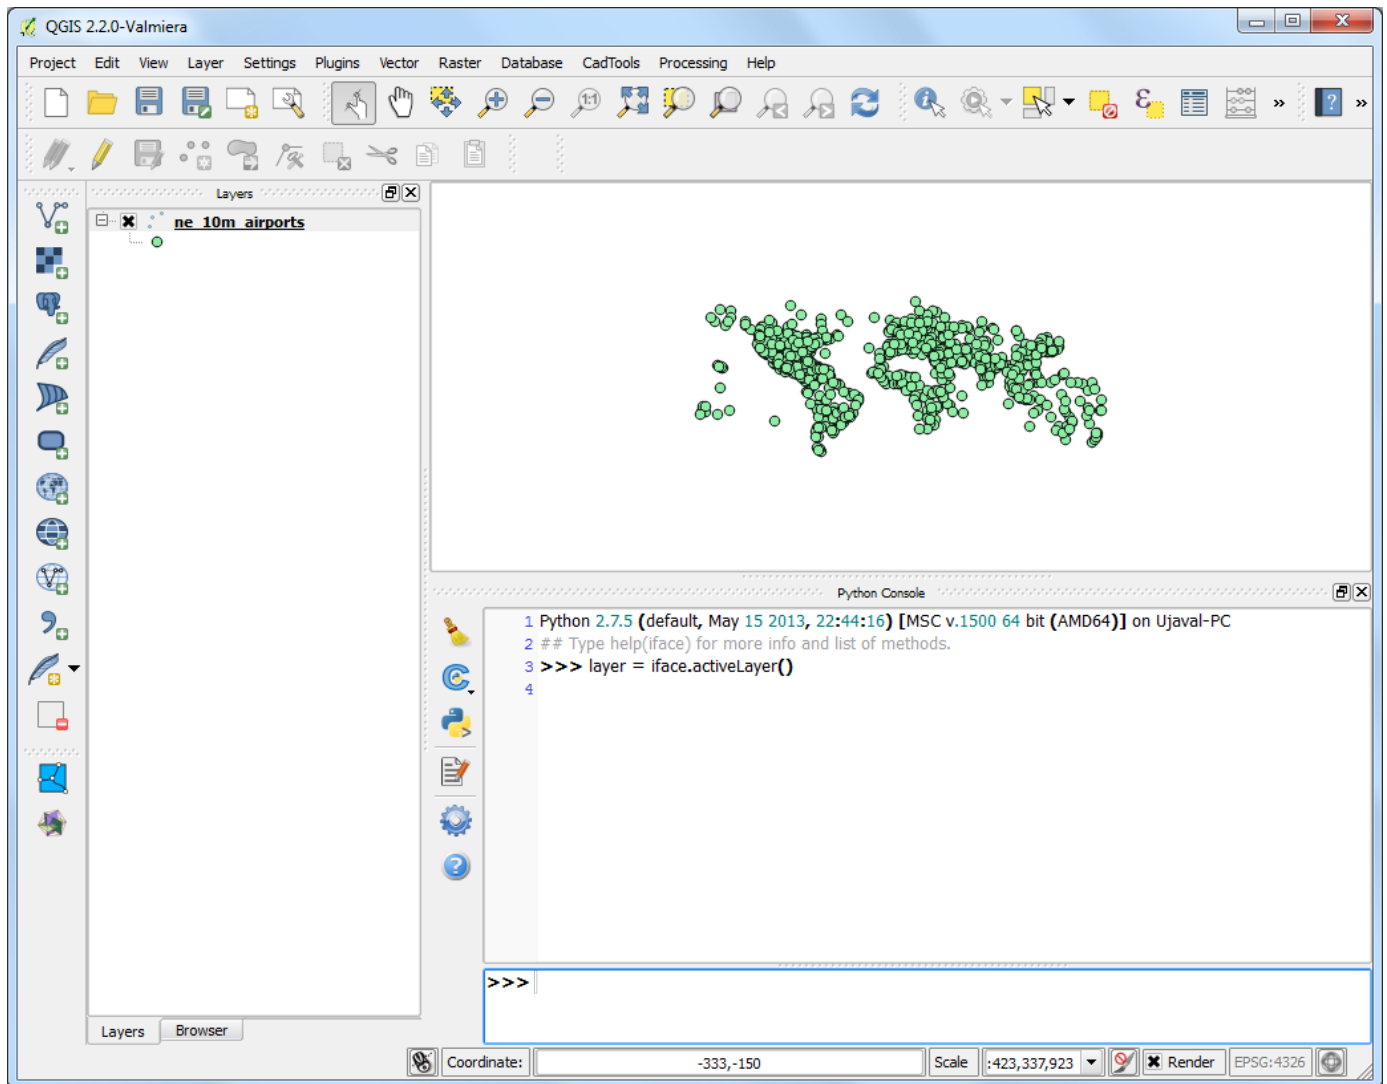 QGIS 2.2.0-Valmiera
Project Edit View Layer Settings Plugins Vector Raster Database CadTools Processing Help
1:1
ε
»
?
»
Layers
ne_10m_airports
Python Console
1 Python 2.7.5 (default, May 15 2013, 22:44:16) [MSC v.1500 64 bit (AMD64)] on Ujaval-PC
2 ## Type help(iface) for more info and list of methods.
3 >>> layer = iface.activeLayer()
4
?
>>>
Layers Browser
Coordinate: -333,-150 Scale :423,337,923 Render EPSG:4326